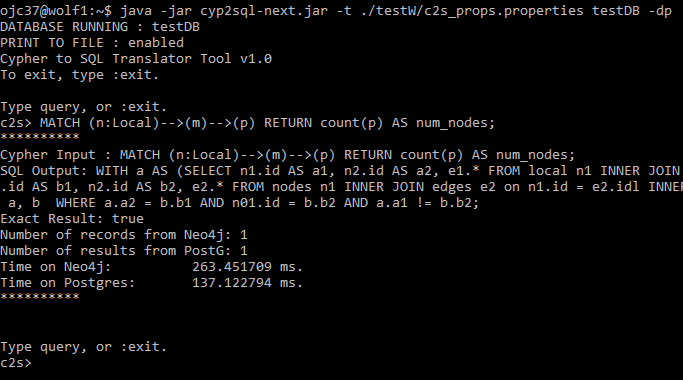 ojc37@wolf1:~$ java -jar cyp2sql-next.jar -t ./testW/c2s_props.properties testDB -dp
DATABASE RUNNING : testDB
PRINT TO FILE : enabled
Cypher to SQL Translator Tool v1.0
To exit, type :exit.
Type query, or :exit.
c2s> MATCH (n:Local)-->(m)-->(p) RETURN count(p) AS num_nodes;
**********
Cypher Input : MATCH (n:Local)-->(m)-->(p) RETURN count(p) AS num_nodes;
SQL Output: WITH a AS (SELECT n1.id AS a1, n2.id AS a2, e1.* FROM local n1 INNER JOIN
.id AS b1, n2.id AS b2, e2.* FROM nodes n1 INNER JOIN edges e2 on n1.id = e2.idl INNE
 a, b  WHERE a.a2 = b.b1 AND n01.id = b.b2 AND a.a1 != b.b2;
Exact Result: true
Number of records from Neo4j: 1
Number of results from PostG: 1
Time on Neo4j:          263.451709 ms.
Time on Postgres:       137.122794 ms.
**********
Type query, or :exit.
c2s>